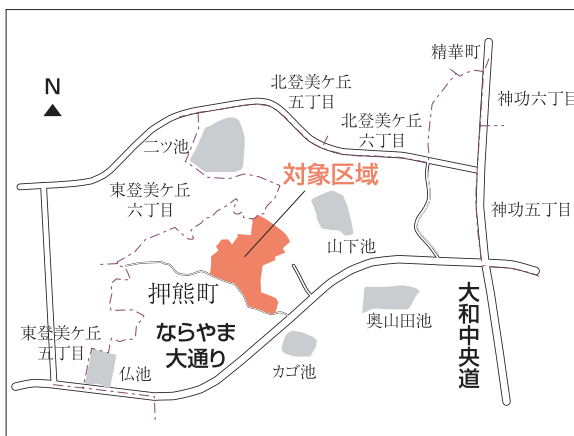 精華町
北登美ケ丘
五丁目
神功六丁目
N
北登美ケ丘
六丁目
二ツ池
対象区域
東登美ケ丘
六丁目
神功五丁目
山下池
押熊町
大和中央道
奥山田池
ならやま
大通り
東登美ケ丘
五丁目
仏池
カゴ池